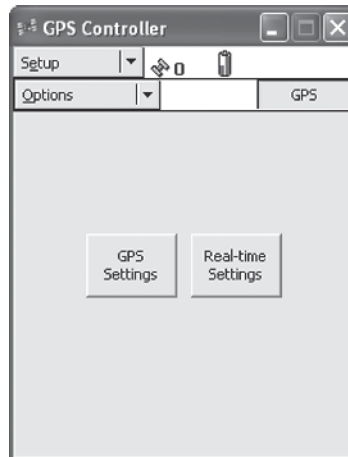 GPS Controller
Setup 0
Options GPS
GPS Settings
Real-time Settings